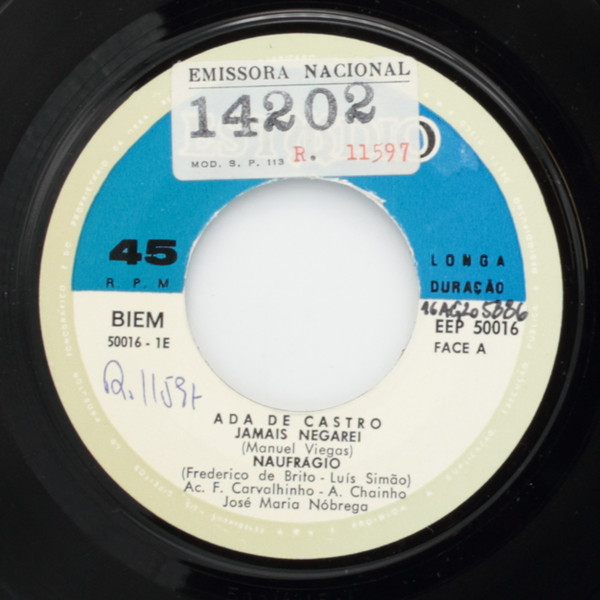 EMISSORA NACIONAL
14202
MOD. S. P. 113 R. 11597
45
R. P. M
LONGA
DURAÇÃO
BIEM
50016 - 1E
EEP 50016
FACE A
R. 11597
ADA DE CASTRO
JAMAIS NEGAREI
(Manuel Viegas)
NAUFRÁGIO
(Frederico de Brito - Luís Simão)
Ac. F. Carvalhinho - A. Chainho
José Maria Nóbrega